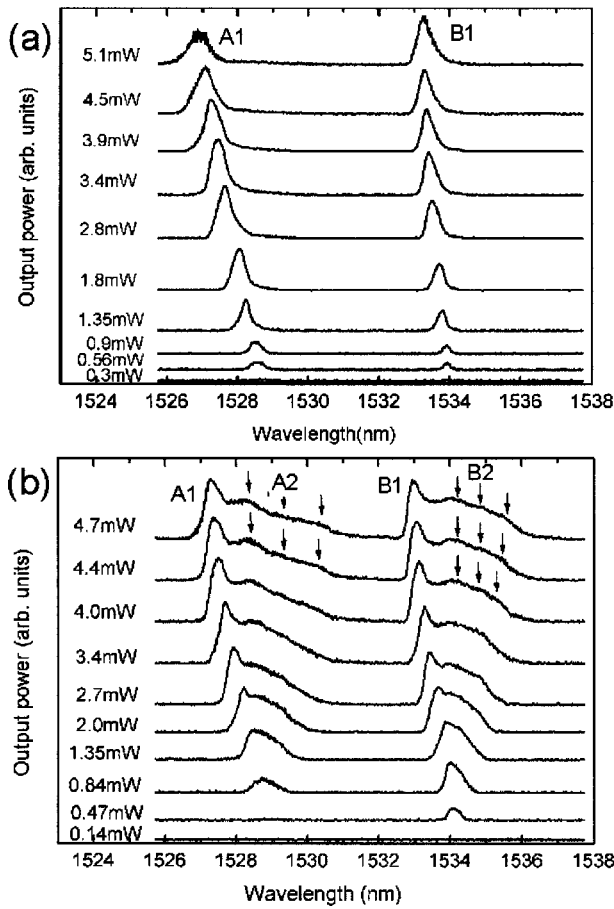 (a)
A1
B1
5.1mW
4.5mW
3.9mW
3.4mW
2.8mW
1.8mW
1.35mW
0.9mW
0.56mW
0.3mW
Output power (arb. units)
1524 1526 1528 1530 1532 1534 1536 1538
Wavelength(nm)
(b)
A1
A2
B1
B2
4.7mW
4.4mW
4.0mW
3.4mW
2.7mW
2.0mW
1.35mW
0.84mW
0.47mW
0.14mW
Output power (arb. units)
1524 1526 1528 1530 1532 1534 1536 1538
Wavelength (nm)